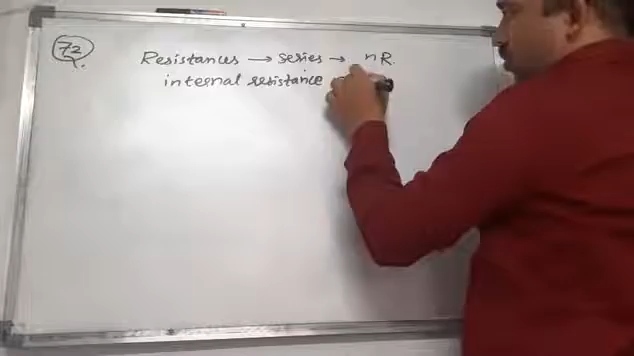 72
Resistances → series → nR.
internal resistance